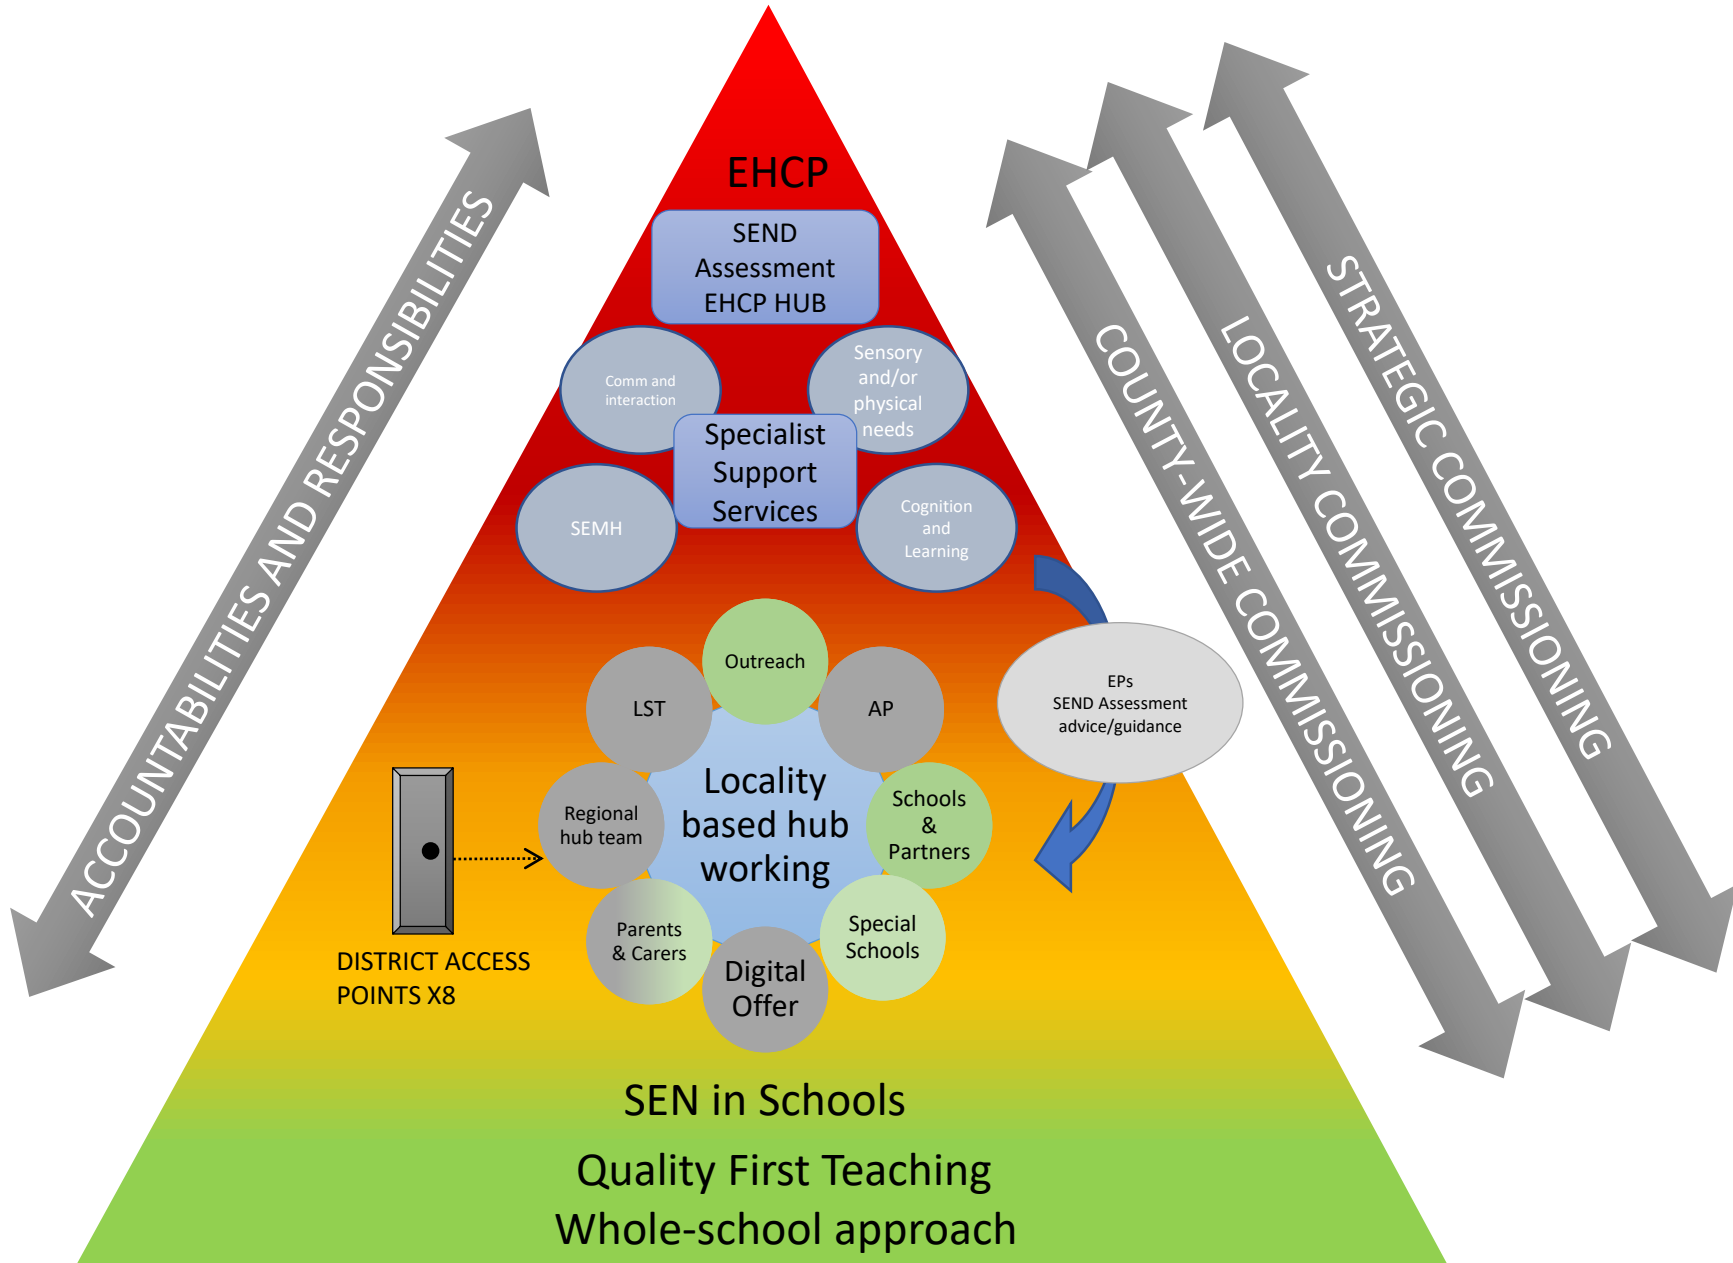 EHCP
SEND
Assessment
EHCP HUB
Comm and
interaction
Sensory
and/or
physical
needs
Specialist
Support
Services
SEMH
Cognition
and
Learning
Outreach
LST
AP
EPs
SEND Assessment
advice/guidance
Locality
based hub
working
Regional
hub team
Schools
&
Partners
Parents
& Carers
Special
Schools
Digital
Offer
DISTRICT ACCESS
POINTS X8
SEN in Schools
Quality First Teaching
Whole-school approach
ACCOUNTABILITIES AND RESPONSIBILITIES
COUNTY-WIDE COMMISSIONING
LOCALITY COMMISSIONING
STRATEGIC COMMISSIONING